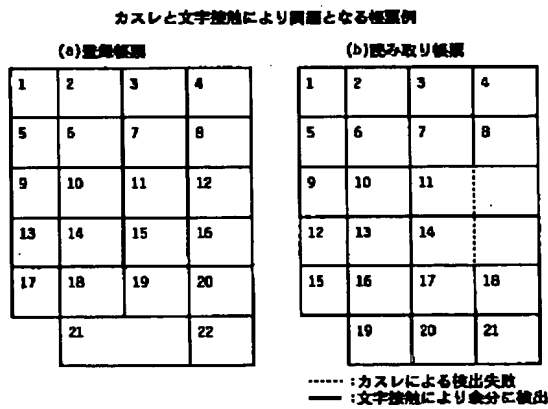 カスレと文字接触により問題となる帳票例
(a)登録帳票
(b)読み取り帳票
1 2 3 4
5 6 7 8
9 10 11 12
13 14 15 16
17 18 19 20
21 22
1 2 3 4
5 6 7 8
9 10 11
12 13 14
15 16 17 18
19 20 21
:カスレによる検出失敗
:文字接触により余分に検出